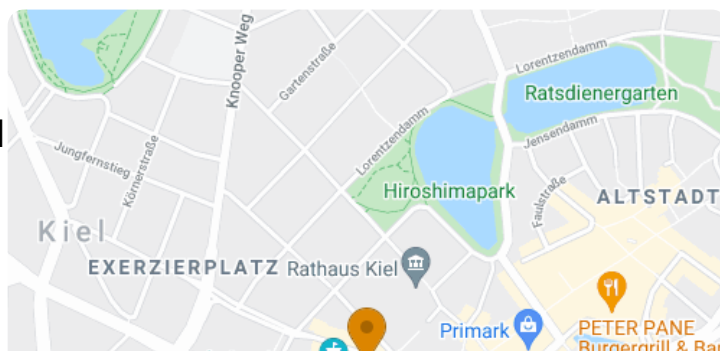 Knooper Weg
Gartenstraße
Lorentzendamm
Ratsdienergarten
Lorentzendamm
Jensendamm
Jungfernstieg
Körnerstraße
Hiroshimapark
Faulstraße
ALTSTADT
Kiel
EXERZIERPLATZ
Rathaus Kiel
Primark
PETER PANE
Burgergrill & Bar